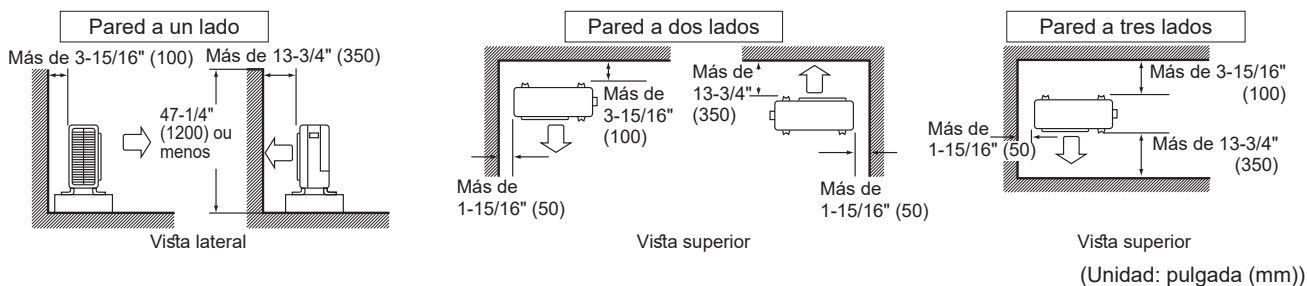 Pared a un lado
Más de 3-15/16" (100)
Más de 13-3/4" (350)
47-1/4"
(1200) ou
menos
Vista lateral
Pared a dos lados
Más de
3-15/16"
(100)
Más de
1-15/16" (50)
Más de
13-3/4"
(350)
Más de
1-15/16" (50)
Vista superior
Pared a tres lados
Más de 3-15/16"
(100)
Más de
1-15/16" (50)
Más de 13-3/4"
(350)
Vista superior
(Unidad: pulgada (mm))